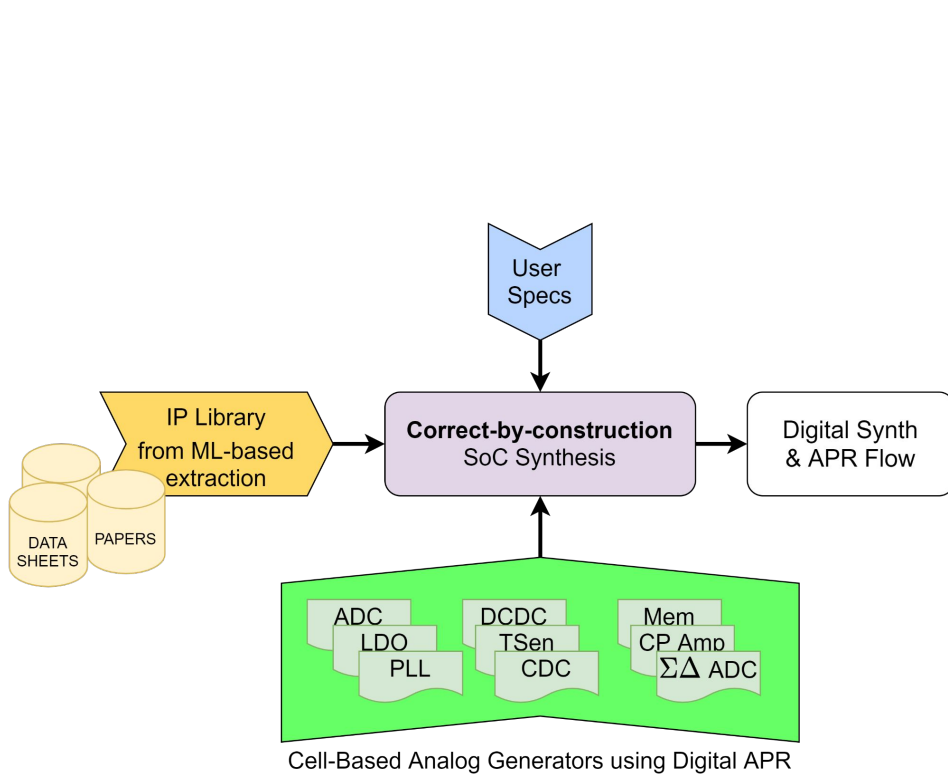 User
Specs
IP Library
from ML-based
extraction
DATA
SHEETS
PAPERS
Correct-by-construction
SoC Synthesis
Digital Synth
& APR Flow
ADC
LDO
PLL
DCDC
TSen
CDC
Mem
CP Amp
ΣΔ ADC
Cell-Based Analog Generators using Digital APR